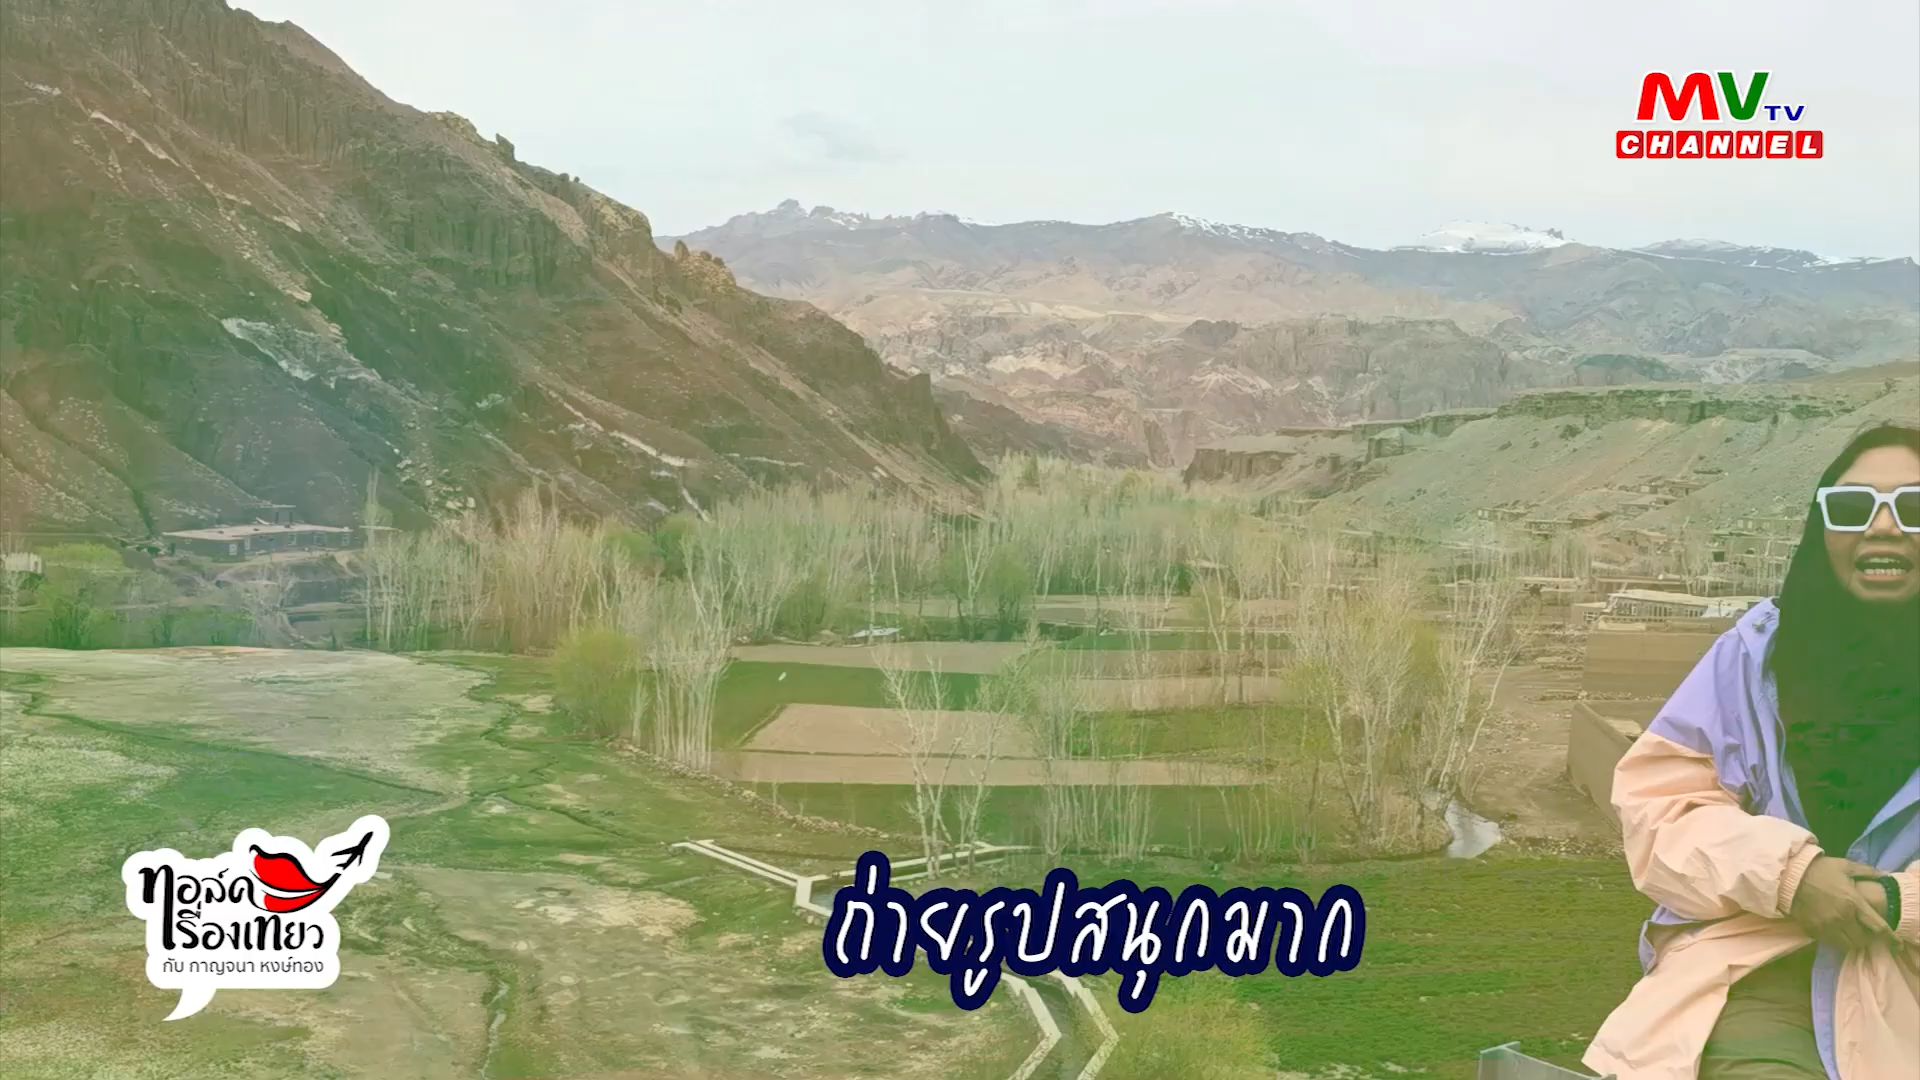 MVTV
CHANNEL
ทอล์ค
เรื่องเที่ยว
กับ กาญจนา หงษ์ทอง
ถ่ายรูปสนุกมาก